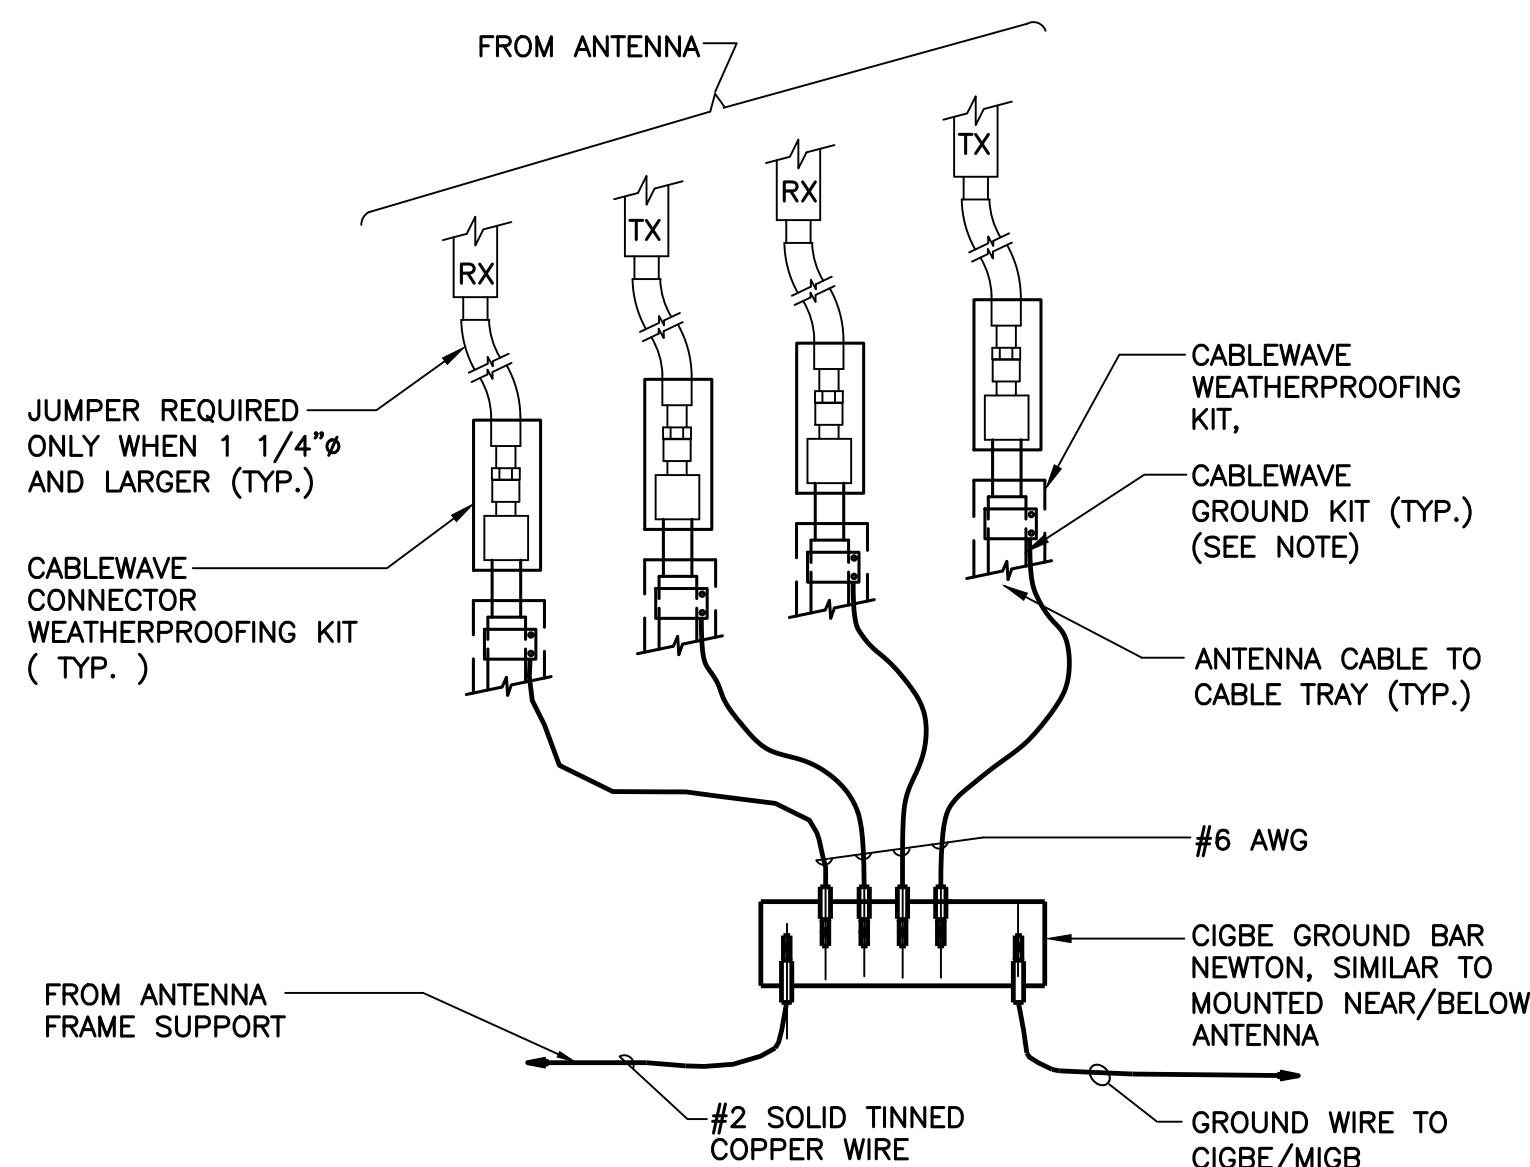 FROM ANTENNA
TX
RX
TX
RX
JUMPER REQUIRED
ONLY WHEN 1 1/4"ø
AND LARGER (TYP.)
CABLEWAVE
CONNECTOR
WEATHERPROOFING KIT
( TYP. )
CABLEWAVE
WEATHERPROOFING
KIT,
CABLEWAVE
GROUND KIT (TYP.)
(SEE NOTE)
ANTENNA CABLE TO
CABLE TRAY (TYP.)
#6 AWG
CIGBE GROUND BAR
NEWTON, SIMILAR TO
MOUNTED NEAR/BELOW
ANTENNA
FROM ANTENNA
FRAME SUPPORT
#2 SOLID TINNED
COPPER WIRE
GROUND WIRE TO
CIGBE/MIGB